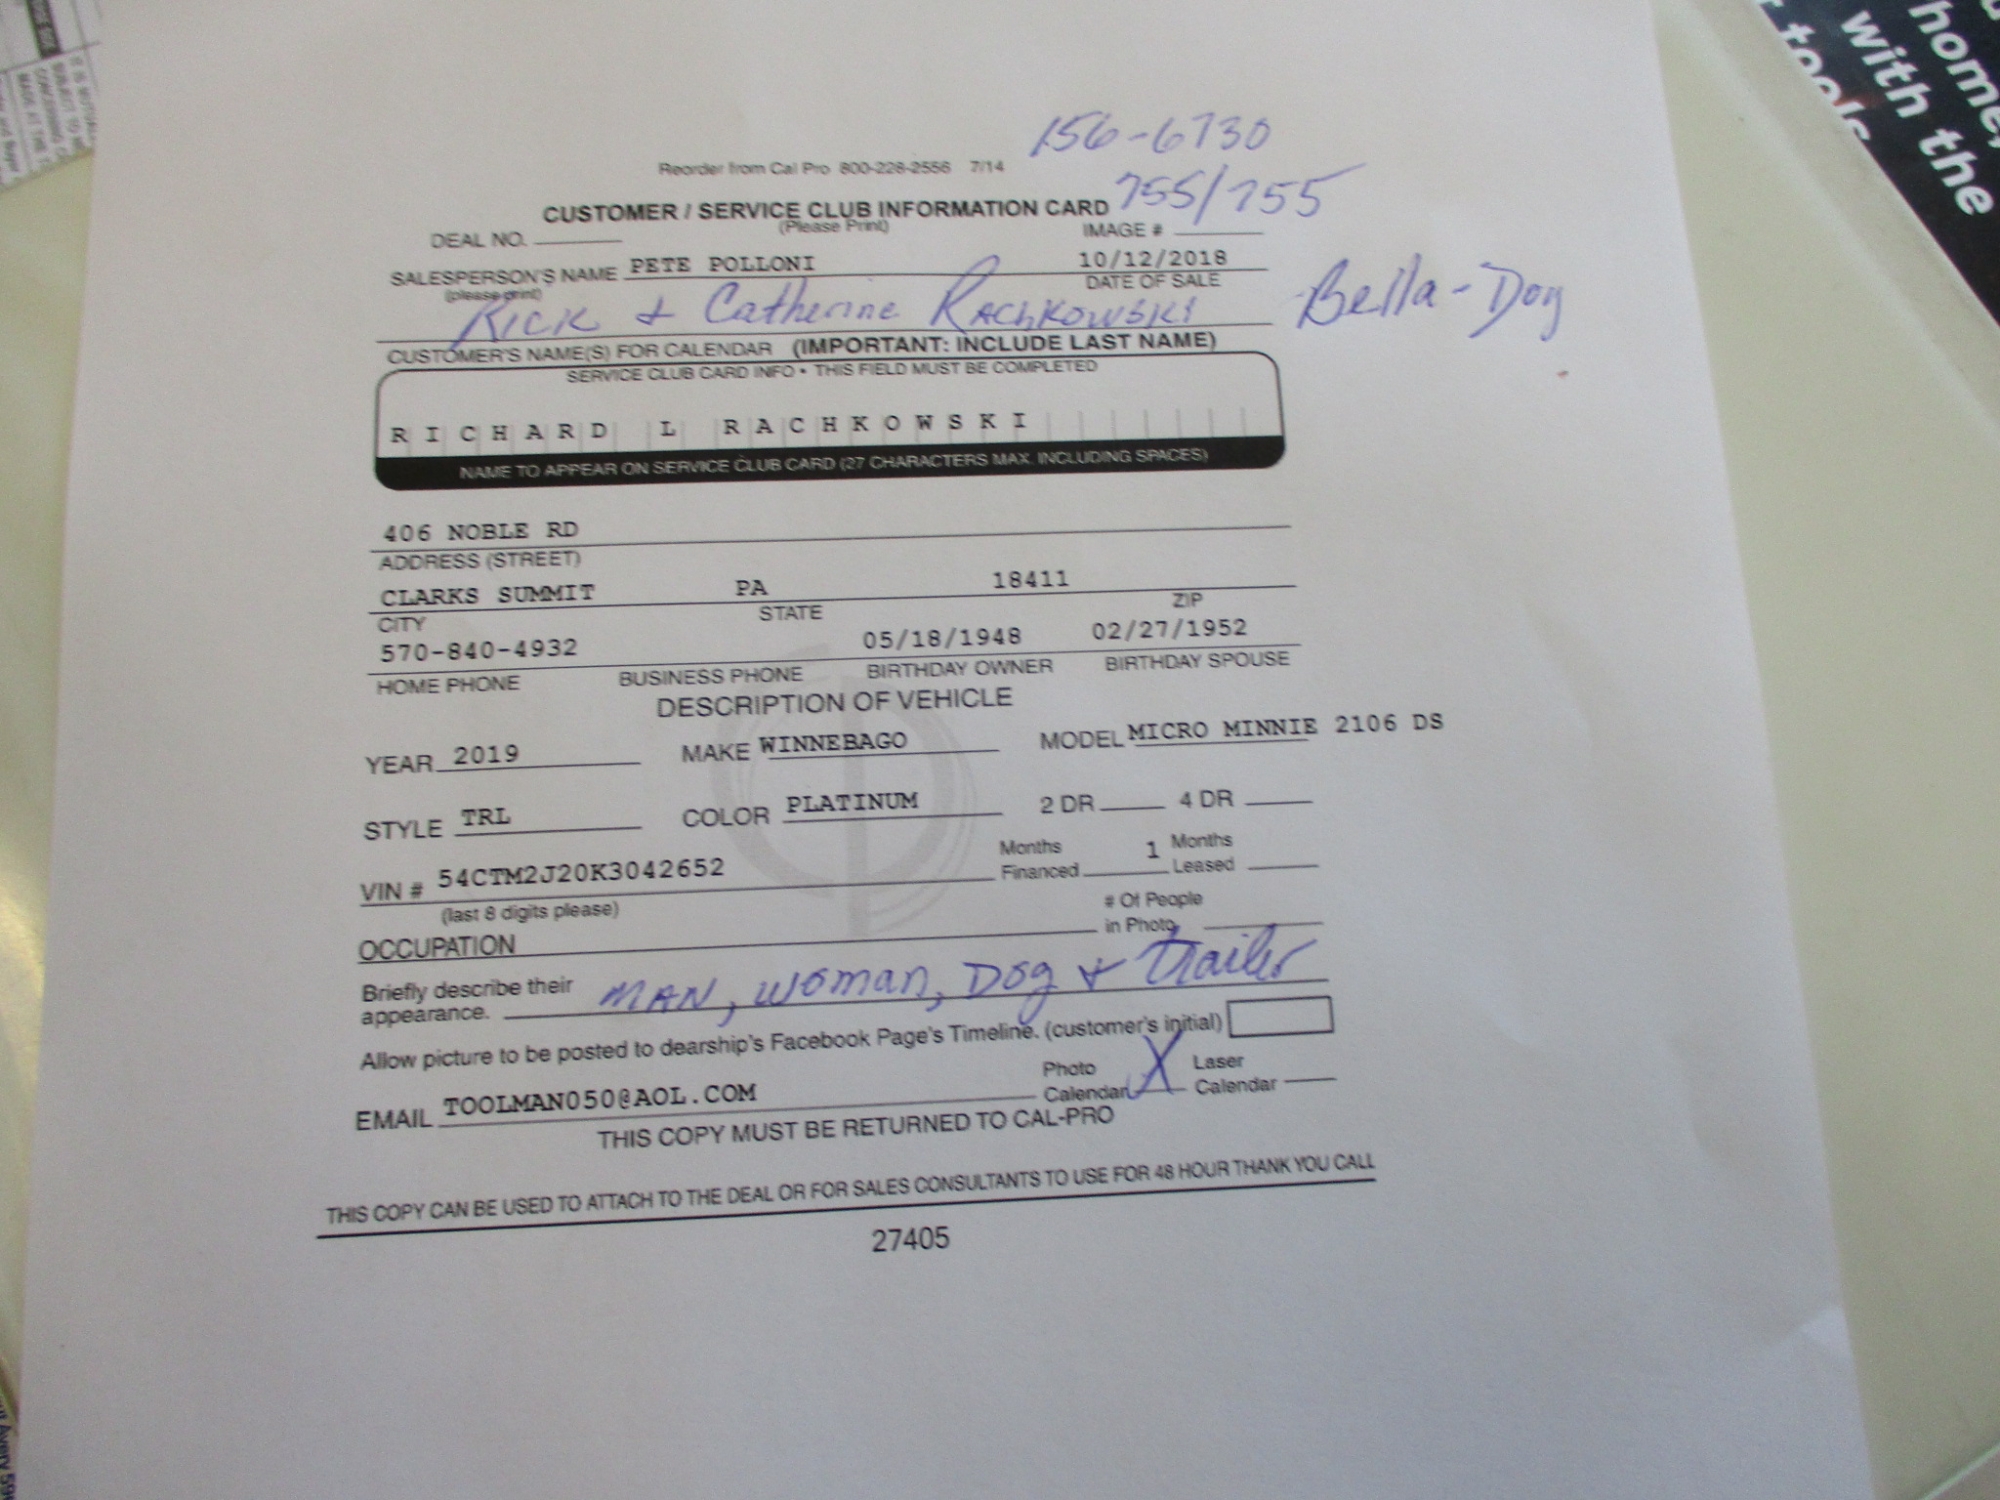 156-6730
Reorder from Cal Pro 800-228-2556 7/14
755/755
CUSTOMER / SERVICE CLUB INFORMATION CARD
(Please Print)
DEAL NO.
IMAGE #
SALESPERSON'S NAME PETE POLLONI
10/12/2018
(please print)
DATE OF SALE
Rick & Catherine Rachkowski
Bella-Dog
CUSTOMER'S NAME(S) FOR CALENDAR (IMPORTANT: INCLUDE LAST NAME)
SERVICE CLUB CARD INFO • THIS FIELD MUST BE COMPLETED
RICHARD L RACHKOWSKI
NAME TO APPEAR ON SERVICE CLUB CARD (27 CHARACTERS MAX. INCLUDING SPACES)
406 NOBLE RD
ADDRESS (STREET)
CLARKS SUMMIT PA 18411
CITY STATE ZIP
570-840-4932 05/18/1948 02/27/1952
HOME PHONE BUSINESS PHONE BIRTHDAY OWNER BIRTHDAY SPOUSE
DESCRIPTION OF VEHICLE
YEAR 2019 MAKE WINNEBAGO MODEL MICRO MINNIE 2106 DS
STYLE TRL COLOR PLATINUM 2 DR 4 DR
VIN # 54CTM2J20K3042652 Months Financed 1 Months Leased
(last 8 digits please)
# Of People in Photo
OCCUPATION
Briefly describe their appearance. MAN, woman, Dog & Trailer
Allow picture to be posted to dearship's Facebook Page's Timeline. (customer's initial)
EMAIL TOOLMAN050@AOL.COM Photo Calendar X Laser Calendar
THIS COPY MUST BE RETURNED TO CAL-PRO
THIS COPY CAN BE USED TO ATTACH TO THE DEAL OR FOR SALES CONSULTANTS TO USE FOR 48 HOUR THANK YOU CALL
27405
home,
with the
tools